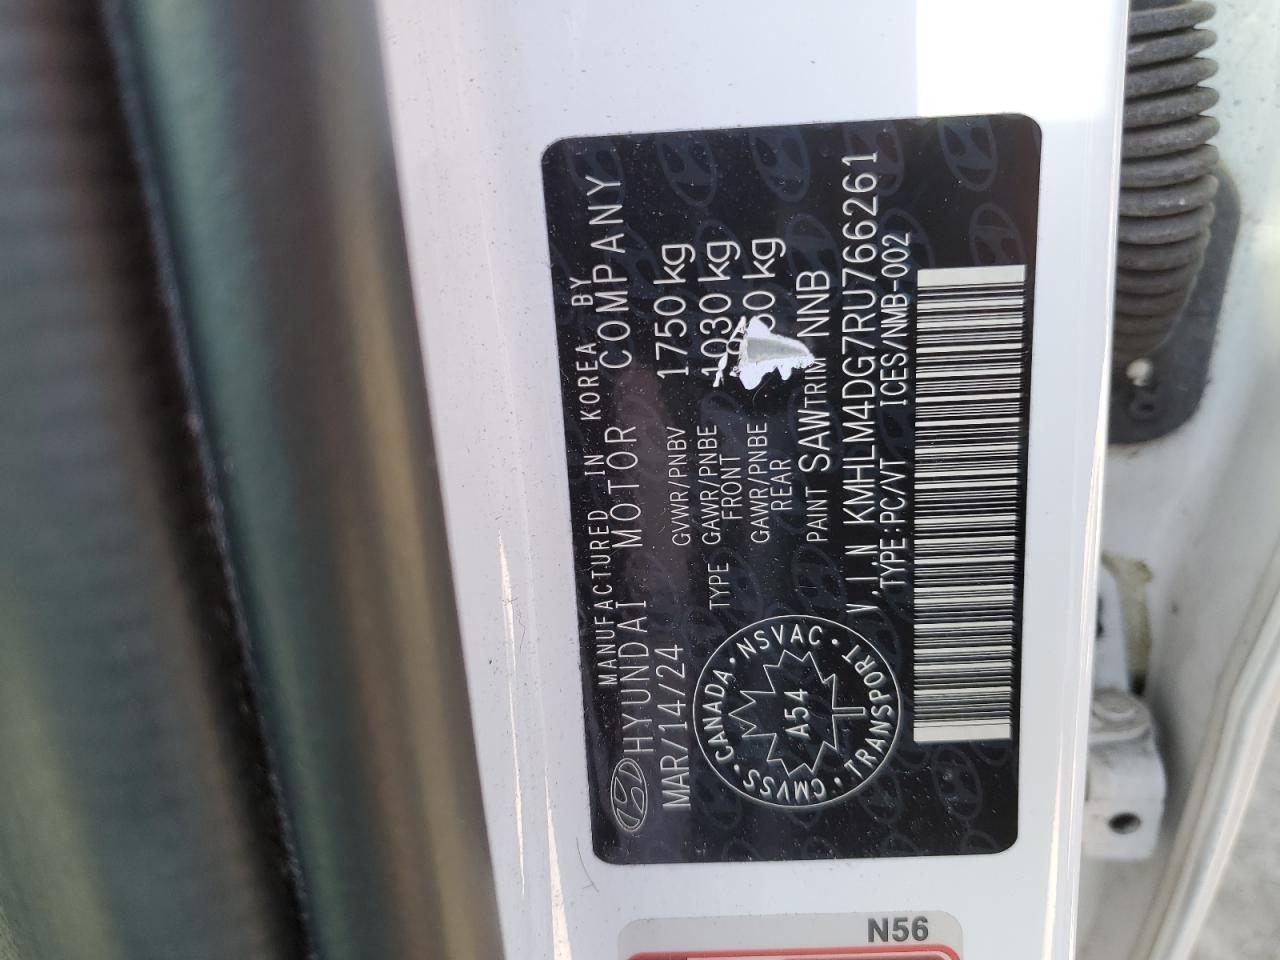 MANUFACTURED IN KOREA BY
HYUNDAI MOTOR COMPANY
MAR/14/24
GVWR/PNBV 1750 kg
TYPE GAWR/PNBE FRONT 1030 kg
GAWR/PNBE REAR kg
PAINT SAW TRIM NNB
V.I.N KMHLM4DG7RU766261
TYPE:PC/VT ICES/NMB-002
CANADA · NSVAC · TRANSPORT · CMVSS ·
A54
N56